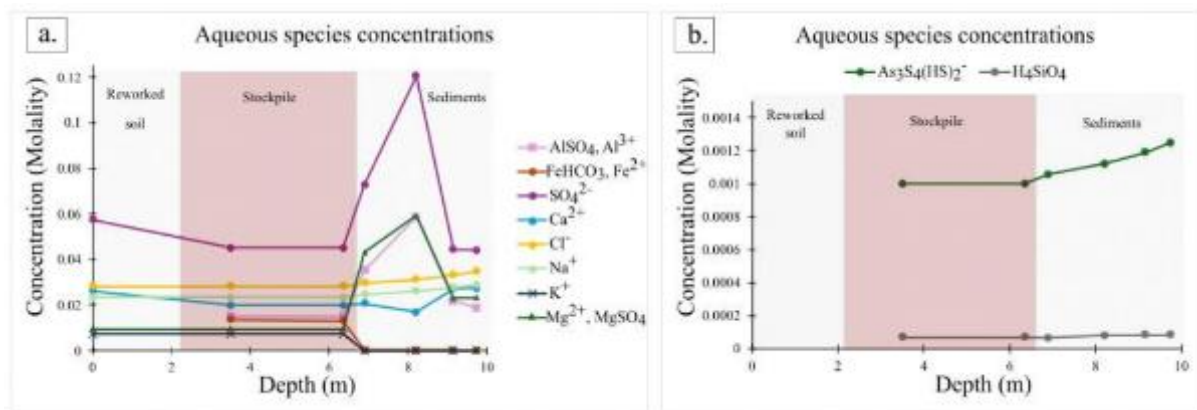 a.
Aqueous species concentrations
Concentration (Molality)
0.12
0.1
0.08
0.06
0.04
0.02
0
Reworked
soil
Stockpile
Sediments
0 2 4 6 8 10
Depth (m)
AlSO4, Al3+
FeHCO3, Fe2+
SO42-
Ca2+
Cl-
Na+
K+
Mg2+, MgSO4
b.
Aqueous species concentrations
As3S4(HS)2- H4SiO4
Concentration (Molality)
0.0014
0.0012
0.001
0.0008
0.0006
0.0004
0.0002
0
Reworked
soil
Stockpile
Sediments
0 2 4 6 8 10
Depth (m)